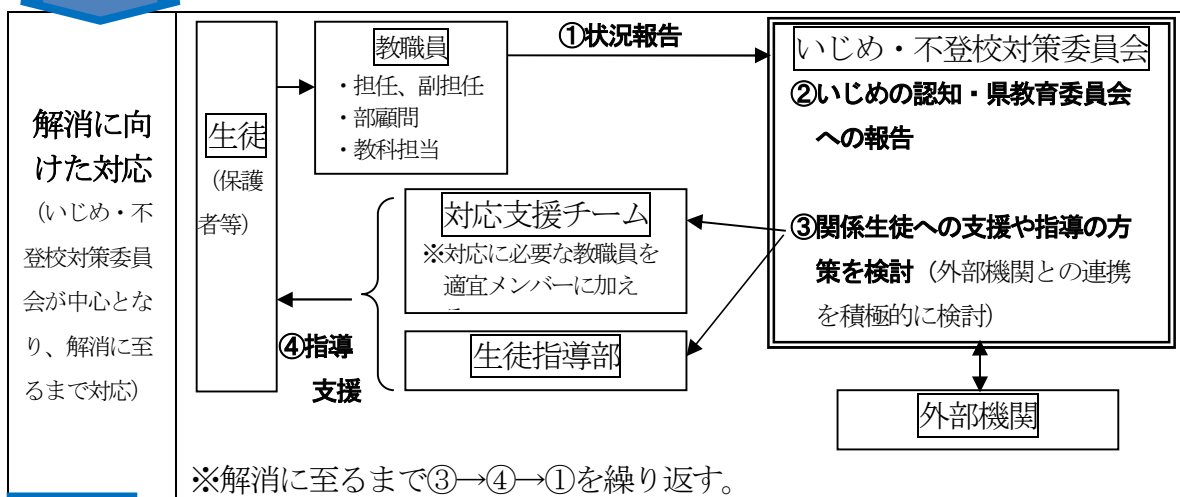 解消に向
けた対応
（いじめ・不
登校対策委員
会が中心とな
り、解消に至
るまで対応）
生徒
（保護
者等）
教職員
・担任、副担任
・部顧問
・教科担当
①状況報告
いじめ・不登校対策委員会
②いじめの認知・県教育委員会
への報告
③関係生徒への支援や指導の方
策を検討（外部機関との連携
を積極的に検討）
対応支援チーム
※対応に必要な教職員を
適宜メンバーに加え
生徒指導部
④指導
支援
外部機関
※解消に至るまで③→④→①を繰り返す。